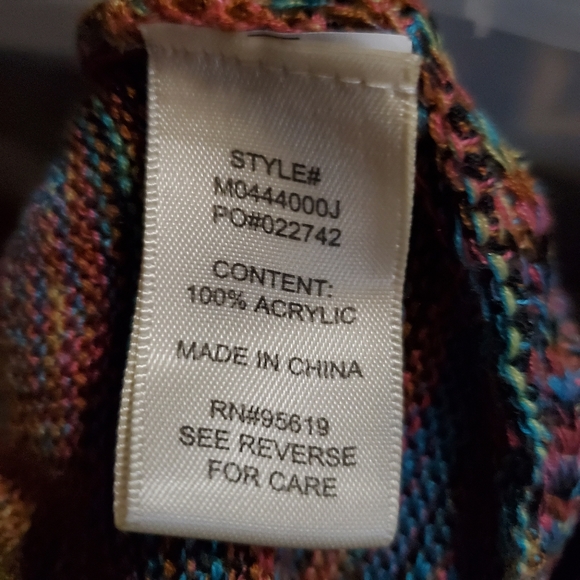 STYLE#
M0444000J
PO#022742
CONTENT:
100% ACRYLIC
MADE IN CHINA
RN#95619
SEE REVERSE
FOR CARE